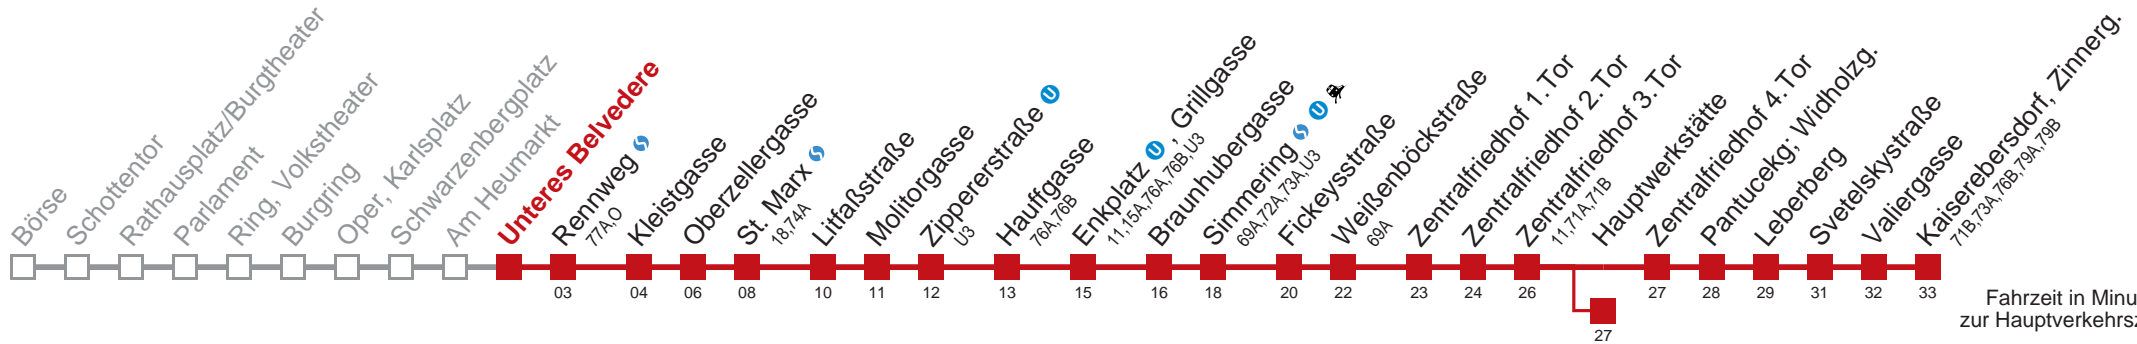 Börse
Schottentor
Rathausplatz/Burgtheater
Parlament
Ring, Volkstheater
Burgring
Oper, Karlsplatz
Schwarzenbergplatz
Am Heumarkt
Unteres Belvedere
Rennweg S
77A,O
Kleistgasse
Oberzellergasse
St. Marx S
18,74A
Litfaßstraße
Molitorgasse
Zippererstraße U
U3
Hauffgasse
76A,76B
Enkplatz U, Grillgasse
11,15A,76A,76B,U3
Braunhubergasse
Simmering S U
69A,72A,73A,U3
Fickeysstraße
Weißenböckstraße
69A
Zentralfriedhof 1.Tor
Zentralfriedhof 2.Tor
Zentralfriedhof 3.Tor
11,71A,71B
Hauptwerkstätte
Zentralfriedhof 4.Tor
Pantucekg; Widholzg.
Leberberg
Svetelskystraße
Valiergasse
Kaiserebersdorf, Zinnerg.
71B,73A,76B,79A,79B
03 04 06 08 10 11 12 13 15 16 18 20 22 23 24 26 27 28 29 31 32 33
27
Fahrzeit in Minu
zur Hauptverkehrsz